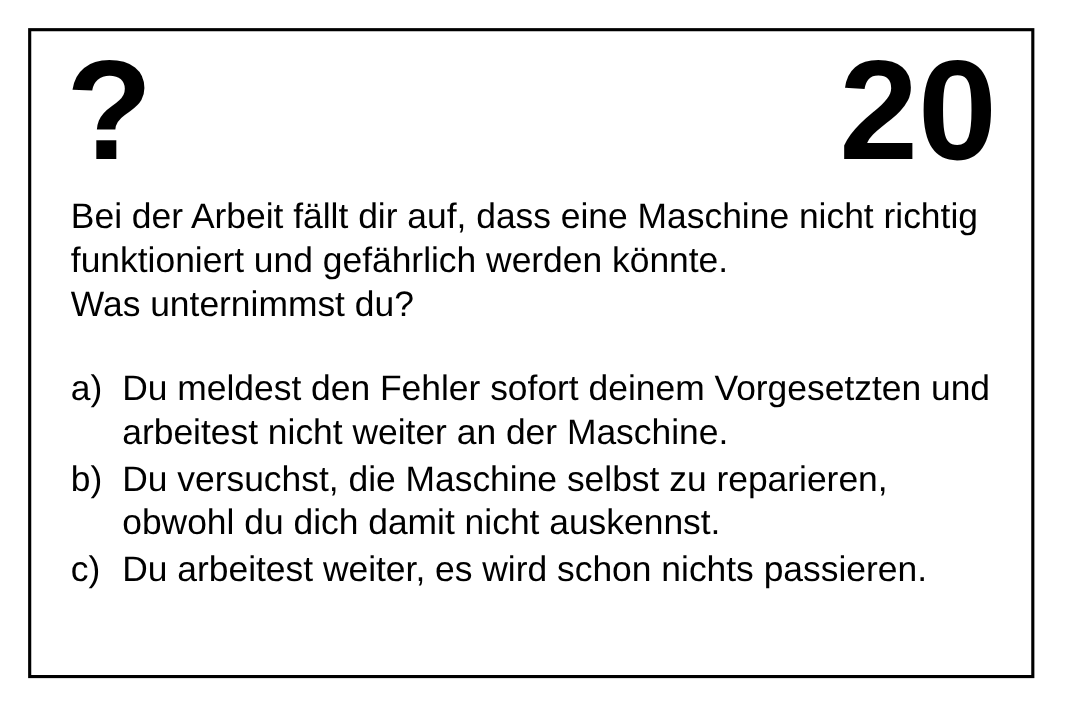 ? 20
Bei der Arbeit fällt dir auf, dass eine Maschine nicht richtig
funktioniert und gefährlich werden könnte.
Was unternimmst du?
a) Du meldest den Fehler sofort deinem Vorgesetzten und
arbeitest nicht weiter an der Maschine.
b) Du versuchst, die Maschine selbst zu reparieren,
obwohl du dich damit nicht auskennst.
c) Du arbeitest weiter, es wird schon nichts passieren.